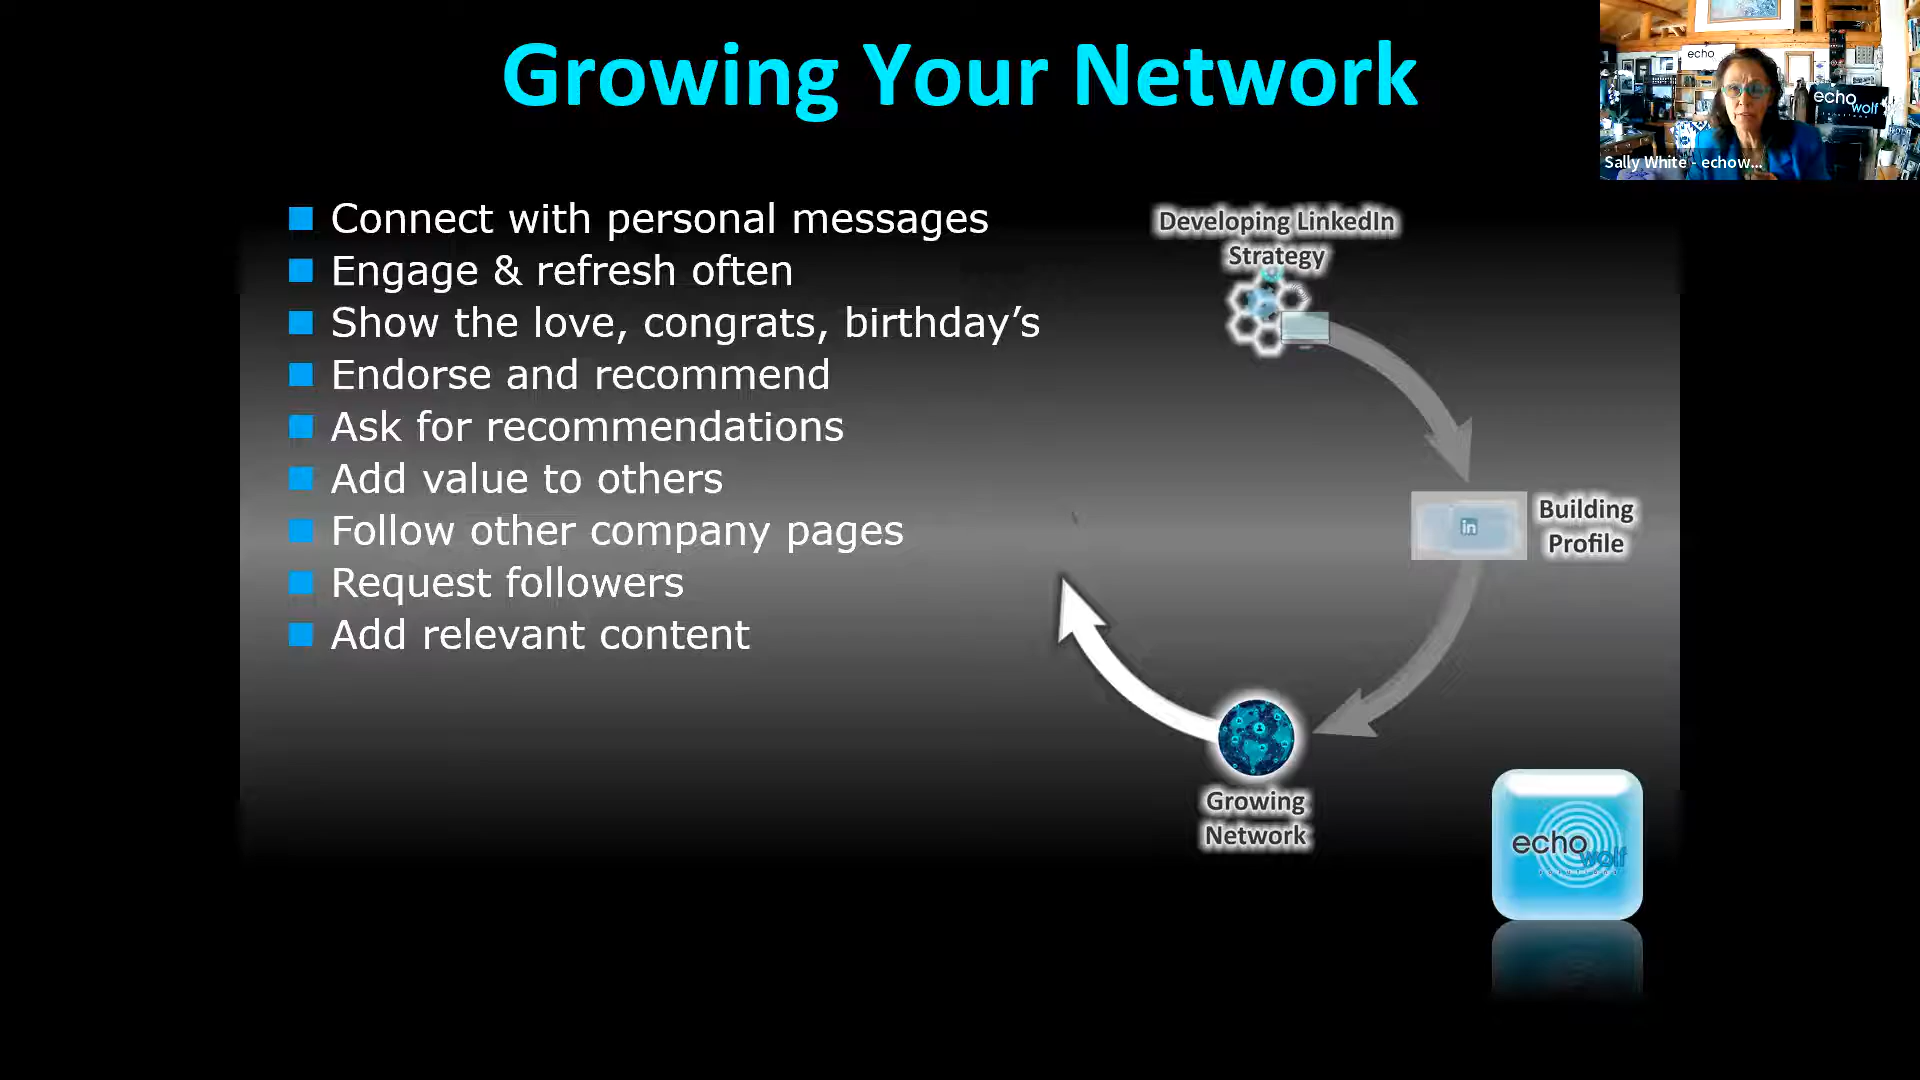 Growing Your Network
echo
echo
wolf
Sally White - echow...
Connect with personal messages
Engage & refresh often
Show the love, congrats, birthday’s
Endorse and recommend
Ask for recommendations
Add value to others
Follow other company pages
Request followers
Add relevant content
Developing LinkedIn
Strategy
in
Building
Profile
Growing
Network
echo
wolf
solutions